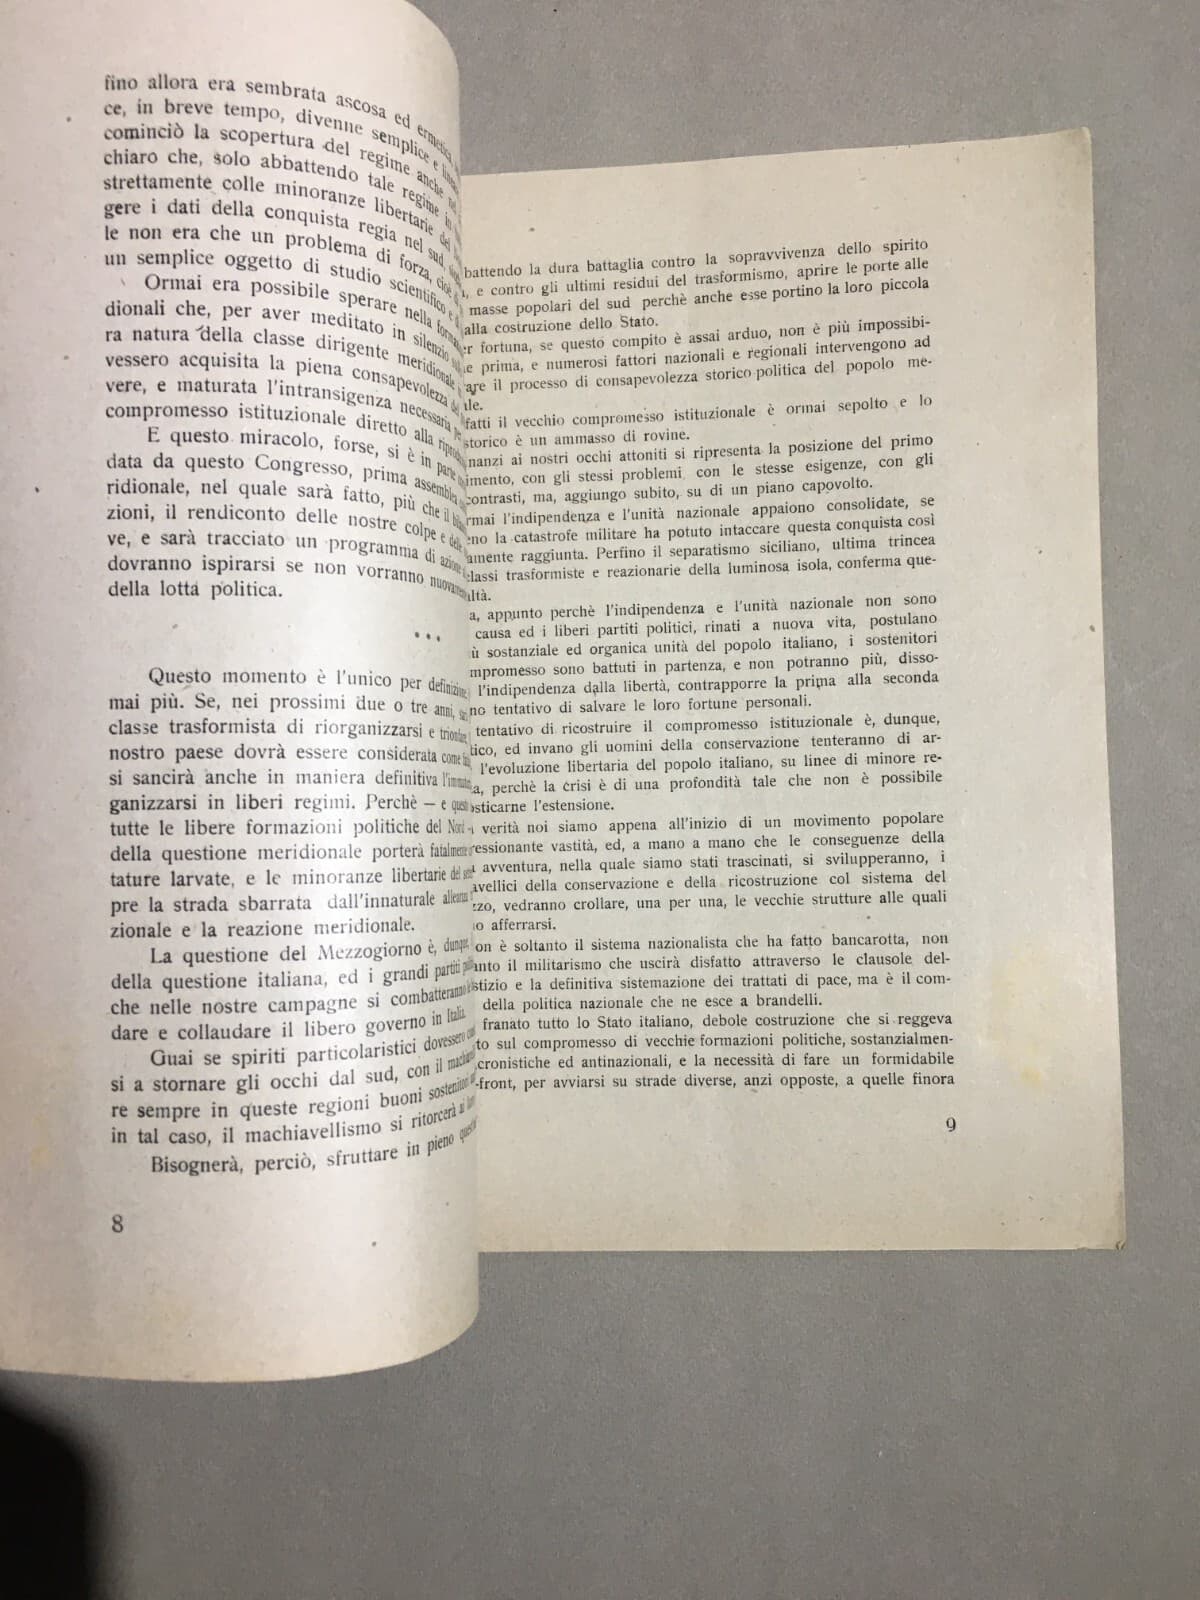 fino allora era sembrata ascosa ed ermetica,
ce, in breve tempo, divenne semplice e
cominciò la scopertura del regime anche nel
chiaro che, solo abbattendo tale regime in
strettamente colle minoranze libertarie del
gere i dati della conquista regia nel sud,
le non era che un problema di forza, cioè
un semplice oggetto di studio scientifico e
Ormai era possibile sperare nella
dionali che, per aver meditato in silenzio
ra natura della classe dirigente meridionale
vessero acquisita la piena consapevolezza del
vere, e maturata l'intransigenza necessaria
compromesso istituzionale diretto alla
E questo miracolo, forse, si è in parte
data da questo Congresso, prima assemblea
ridionale, nel quale sarà fatto, più che il
zioni, il rendiconto delle nostre colpe e delle
ve, e sarà tracciato un programma di azione
dovranno ispirarsi se non vorranno
della lotta politica.
• • •
Questo momento è l'unico per definizione,
mai più. Se, nei prossimi due o tre anni,
classe trasformista di riorganizzarsi e
nostro paese dovrà essere considerata come
si sancirà anche in maniera definitiva
ganizzarsi in liberi regimi. Perchè — e questo
tutte le libere formazioni politiche del Nord
della questione meridionale porterà fatalmente
tature larvate, e le minoranze libertarie del
pre la strada sbarrata dall'innaturale alleanza
zionale e la reazione meridionale.
La questione del Mezzogiorno è, dunque,
della questione italiana, ed i grandi partiti
che nelle nostre campagne si combatteranno
dare e collaudare il libero governo in Italia.
Guai se spiriti particolaristici dovessero
si a stornare gli occhi dal sud, con il
re sempre in queste regioni buoni sostenitori
in tal caso, il machiavellismo si ritorcerà ai
Bisognerà, perciò, sfruttare in pieno
8
battendo la dura battaglia contro la sopravvivenza dello spirito
, e contro gli ultimi residui del trasformismo, aprire le porte alle
masse popolari del sud perchè anche esse portino la loro piccola
alla costruzione dello Stato.
er fortuna, se questo compito è assai arduo, non è più impossibi-
e prima, e numerosi fattori nazionali e regionali intervengono ad
are il processo di consapevolezza storico politica del popolo me-
ale.
fatti il vecchio compromesso istituzionale è ormai sepolto e lo
storico è un ammasso di rovine.
nanzi ai nostri occhi attoniti si ripresenta la posizione del primo
imento, con gli stessi problemi, con le stesse esigenze, con gli
contrasti, ma, aggiungo subito, su di un piano capovolto.
rmai l'indipendenza e l'unità nazionale appaiono consolidate, se
eno la catastrofe militare ha potuto intaccare questa conquista così
amente raggiunta. Perfino il separatismo siciliano, ultima trincea
classi trasformiste e reazionarie della luminosa isola, conferma que-
altà.
a, appunto perchè l'indipendenza e l'unità nazionale non sono
causa ed i liberi partiti politici, rinati a nuova vita, postulano
ù sostanziale ed organica unità del popolo italiano, i sostenitori
mpromesso sono battuti in partenza, e non potranno più, disso-
l'indipendenza dalla libertà, contrapporre la prima alla seconda
no tentativo di salvare le loro fortune personali.
tentativo di ricostruire il compromesso istituzionale è, dunque,
tico, ed invano gli uomini della conservazione tenteranno di ar-
l'evoluzione libertaria del popolo italiano, su linee di minore re-
a, perchè la crisi è di una profondità tale che non è possibile
osticarne l'estensione.
verità noi siamo appena all'inizio di un movimento popolare
ressionante vastità, ed, a mano a mano che le conseguenze della
avventura, nella quale siamo stati trascinati, si svilupperanno, i
avellici della conservazione e della ricostruzione col sistema del
zzo, vedranno crollare, una per una, le vecchie strutture alle quali
o afferrarsi.
on è soltanto il sistema nazionalista che ha fatto bancarotta, non
anto il militarismo che uscirà disfatto attraverso le clausole del-
stizio e la definitiva sistemazione dei trattati di pace, ma è il com-
della politica nazionale che ne esce a brandelli.
franato tutto lo Stato italiano, debole costruzione che si reggeva
to sul compromesso di vecchie formazioni politiche, sostanzialmen-
cronistiche ed antinazionali, e la necessità di fare un formidabile
-front, per avviarsi su strade diverse, anzi opposte, a quelle finora
9